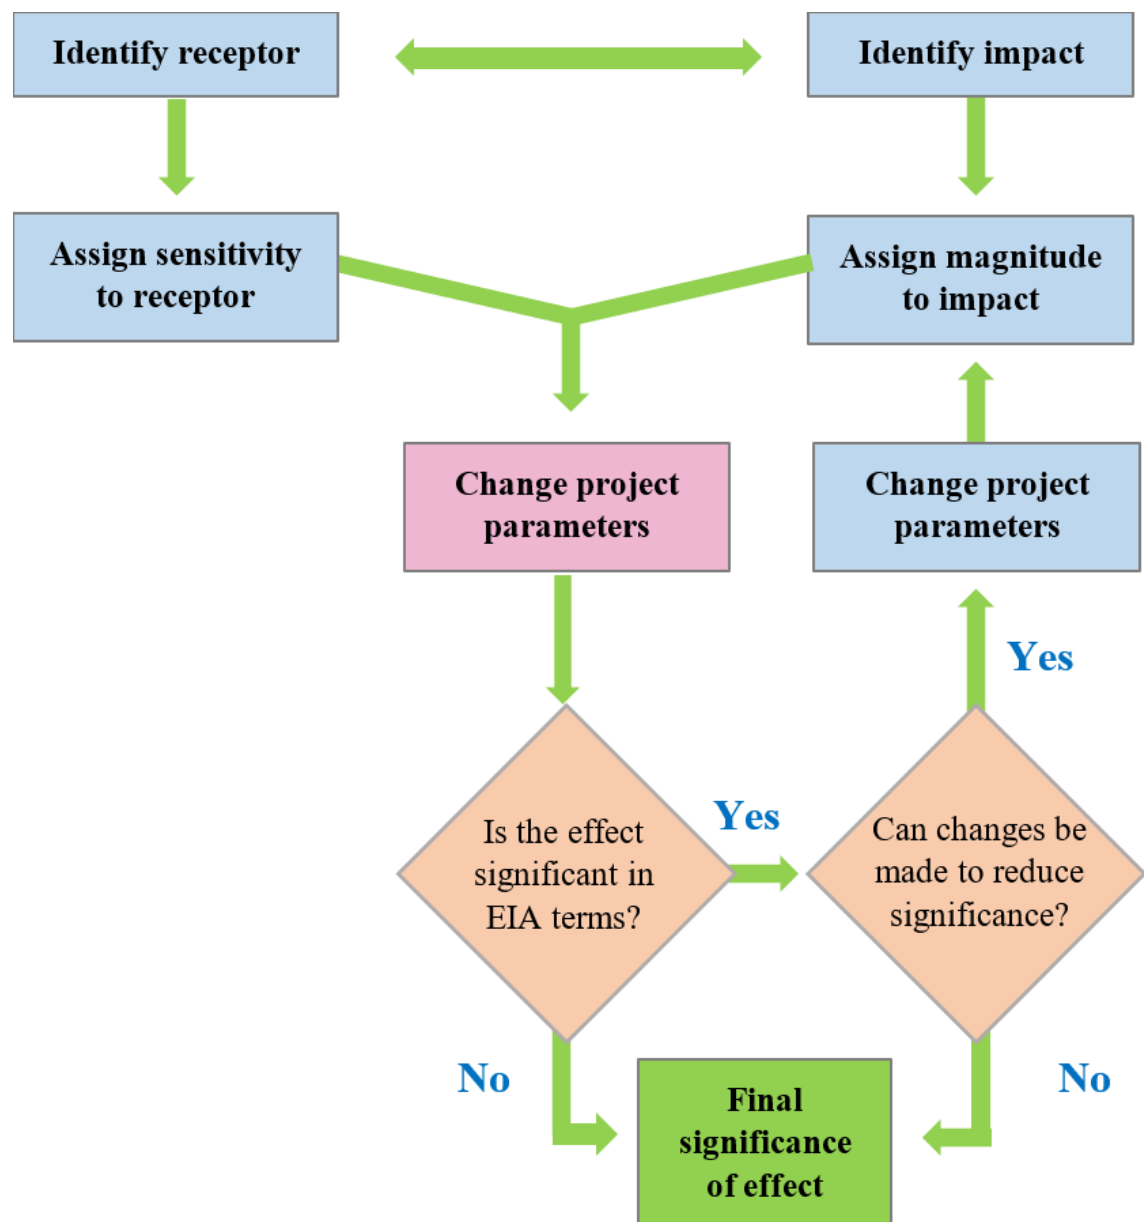 Identify receptor
Identify impact
Assign sensitivity
to receptor
Assign magnitude
to impact
Change project
parameters
Change project
parameters
Yes
Is the effect
significant in
EIA terms?
Yes
Can changes be
made to reduce
significance?
No
Final
significance
of effect
No